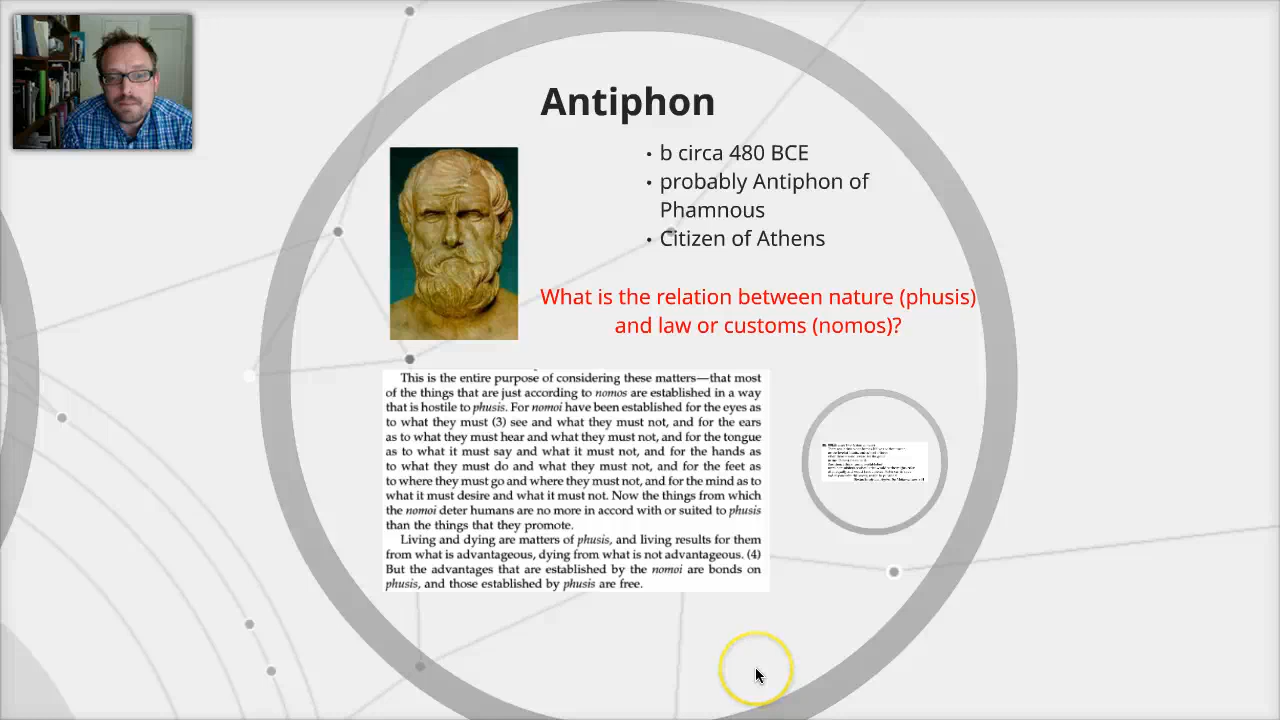 Antiphon
• b circa 480 BCE
• probably Antiphon of
Phamnous
• Citizen of Athens
What is the relation between nature (phusis)
and law or customs (nomos)?
This is the entire purpose of considering these matters—that most
of the things that are just according to nomos are established in a way
that is hostile to phusis. For nomoi have been established for the eyes as
to what they must (3) see and what they must not, and for the ears
as to what they must hear and what they must not, and for the tongue
as to what it must say and what it must not, and for the hands as
to what they must do and what they must not, and for the feet as
to where they must go and where they must not, and for the mind as to
what it must desire and what it must not. Now the things from which
the nomoi deter humans are no more in accord with or suited to phusis
than the things that they promote.
Living and dying are matters of phusis, and living results for them
from what is advantageous, dying from what is not advantageous. (4)
But the advantages that are established by the nomoi are bonds on
phusis, and those established by phusis are free.